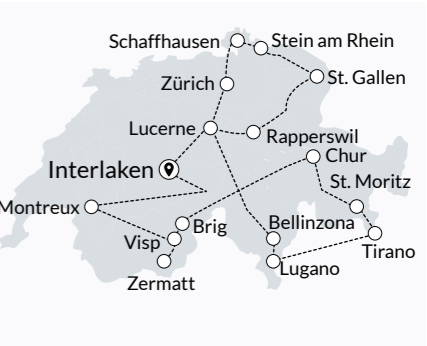 Schaffhausen
Stein am Rhein
Zürich
St. Gallen
Lucerne
Rapperswil
Chur
Interlaken
St. Moritz
Montreux
Brig
Bellinzona
Visp
Tirano
Lugano
Zermatt